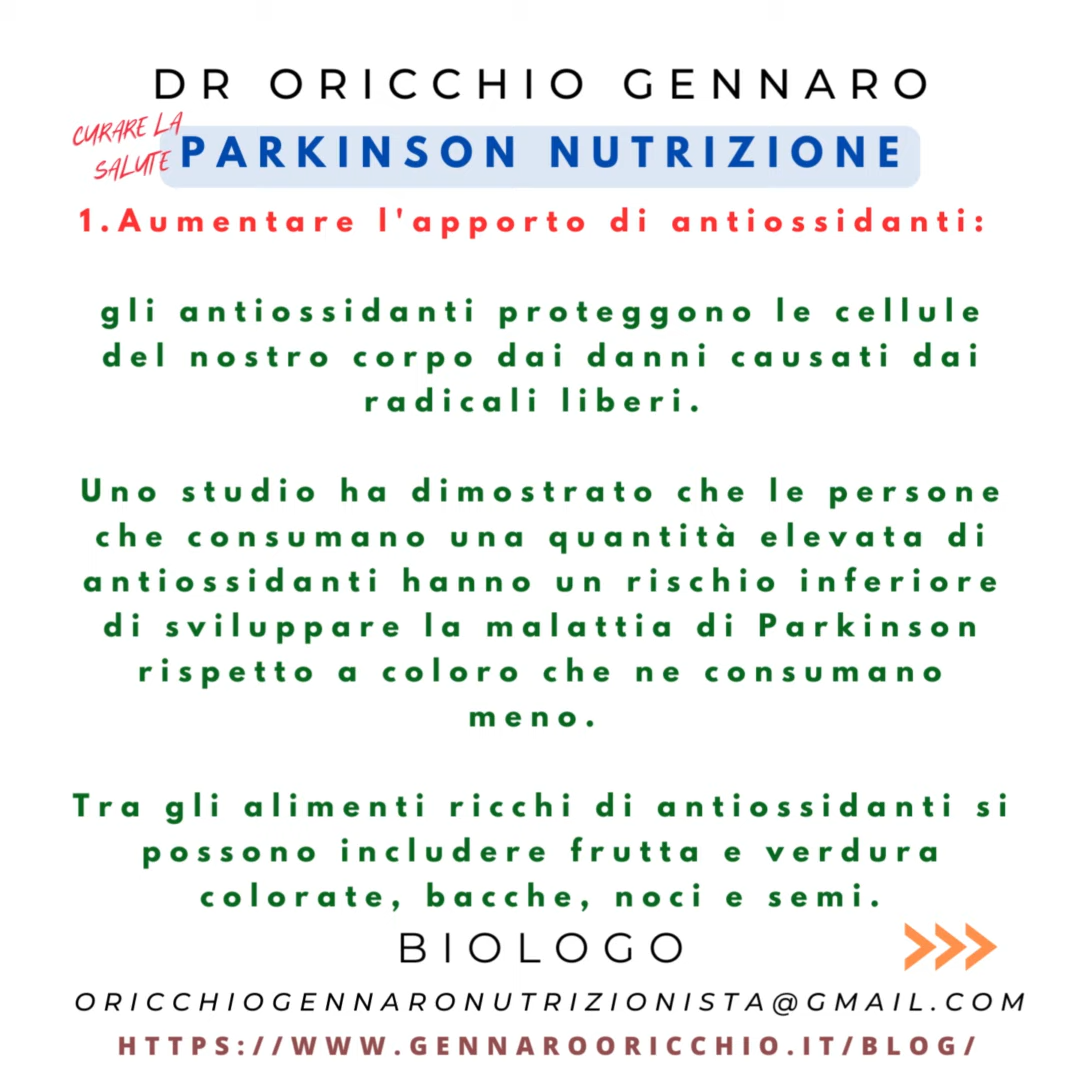 DR ORICCHIO GENNARO
CURARE LA
SALUTE
PARKINSON NUTRIZIONE
1.Aumentare l'apporto di antiossidanti:
gli antiossidanti proteggono le cellule
del nostro corpo dai danni causati dai
radicali liberi.
Uno studio ha dimostrato che le persone
che consumano una quantità elevata di
antiossidanti hanno un rischio inferiore
di sviluppare la malattia di Parkinson
rispetto a coloro che ne consumano
meno.
Tra gli alimenti ricchi di antiossidanti si
possono includere frutta e verdura
colorate, bacche, noci e semi.
BIOLOGO
ORICCHIOGENNARONUTRIZIONISTA@GMAIL.COM
HTTPS://WWW.GENNAROORICCHIO.IT/BLOG/